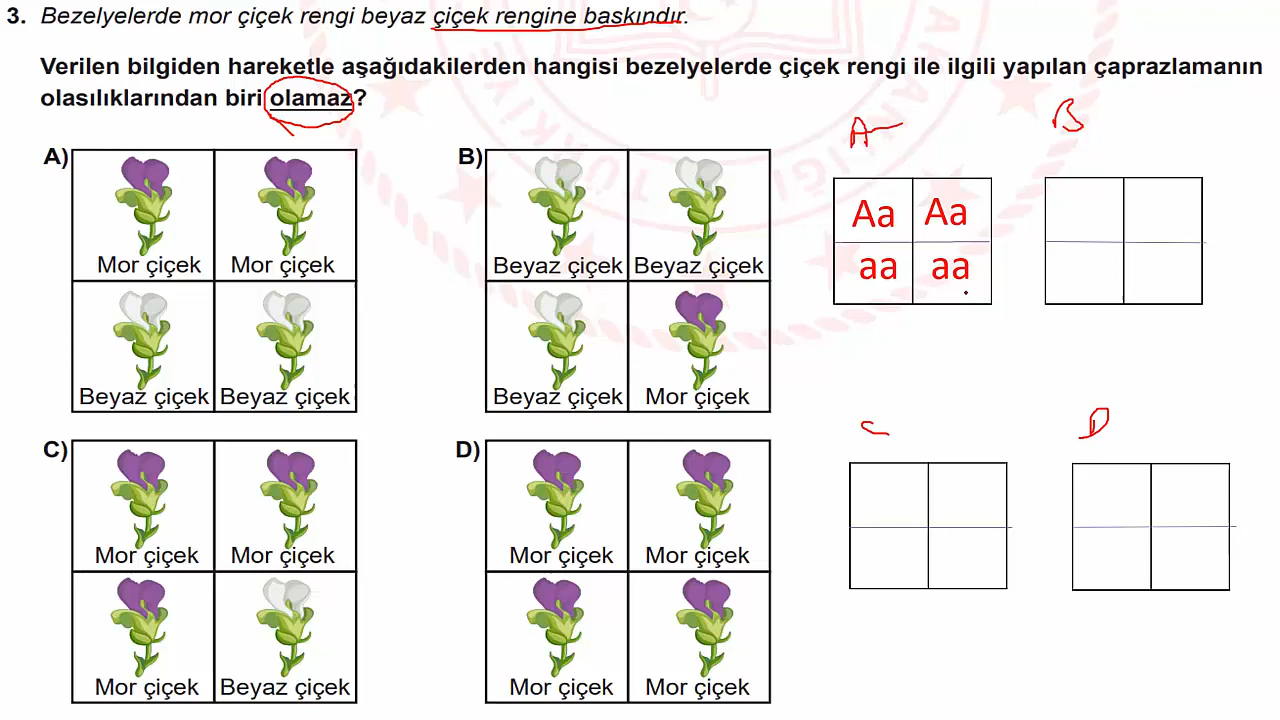 3. Bezelyelerde mor çiçek rengi beyaz çiçek rengine baskındır.
Verilen bilgiden hareketle aşağıdakilerden hangisi bezelyelerde çiçek rengi ile ilgili yapılan çaprazlamanın
olasılıklarından biri olamaz?
A)
Mor çiçek Mor çiçek
Beyaz çiçek Beyaz çiçek
B)
Beyaz çiçek Beyaz çiçek
Beyaz çiçek Mor çiçek
A
Aa Aa
aa aa
B
C)
Mor çiçek Mor çiçek
Mor çiçek Beyaz çiçek
D)
Mor çiçek Mor çiçek
Mor çiçek Mor çiçek
C
D